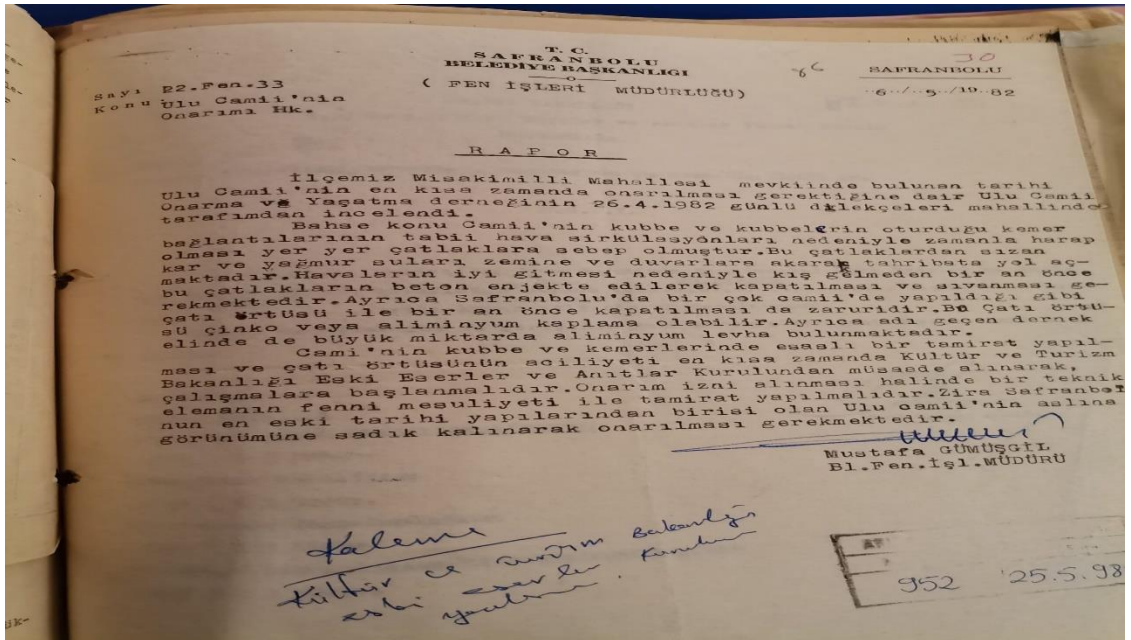 T. C.
SAFRANBOLU
BELEDİYE BAŞKANLIGI
( FEN İŞLERİ MÜDÜRLÜĞÜ)
86
30
SAFRANBOLU
6../..5../19..82
Sayı 22.Fen.33
Konu: Ulu Camii'nin
Onarımı Hk.
R A P O R
İlçemiz Misakimilli Mahallesi mevkiinde bulunan tarihi
Ulu Camii'nin en kısa zamanda onarılması gerektiğine dair Ulu Camii
Onarma ve Yaşatma derneğinin 26.4.1982 günlü dilekçeleri mahallinde
tarafımdan incelendi.
Bahse konu Camii'nin kubbe ve kubbelerin oturduğu kemer
bağlantılarının tabii hava sirkülasyonları nedeniyle zamanla harap
olması yer yer çatlaklara sebep olmuştur.Bu çatlaklardan sızan
kar ve yağmur suları zemine ve duvarlara akarak tahribata yol aç-
maktadır.Havaların iyi gitmesi nedeniyle kış gelmeden bir an önce
bu çatlakların beton enjekte edilerek kapatılması ve sıvanması ge-
rekmektedir.Ayrıca Safranbolu'da bir çok camii'de yapıldığı gibi
çatı örtüsü ile bir an önce kapatılması da zaruridir.Bu Çatı örtü-
sü çinko veya aliminyum kaplama olabilir.Ayrıca adı geçen dernek
elinde de büyük miktarda aliminyum levha bulunmaktadır.
Cami'nin kubbe ve kemerlerinde esaslı bir tamirat yapıl-
ması ve çatı örtüsünün aciliyeti en kısa zamanda Kültür ve Turizm
Bakanlığı Eski Eserler ve Anıtlar Kurulundan müsade alınarak,
çalışmalara başlanmalıdır.Onarım izni alınması halinde bir teknik
elemanın fenni mesuliyeti ile tamirat yapılmalıdır.Zira Safranbol
nun en eski tarihi yapılarından birisi olan Ulu camii'nin aslına
görünümüne sadık kalınarak onarılması gerekmektedir.
Mustafa GÜMÜŞGİL
Bl.Fen.İşl.MÜDÜRÜ
Kaleme
Kültür ve Turizm Bakanlığı
eski eserler Kuruluna
952 25.5.98